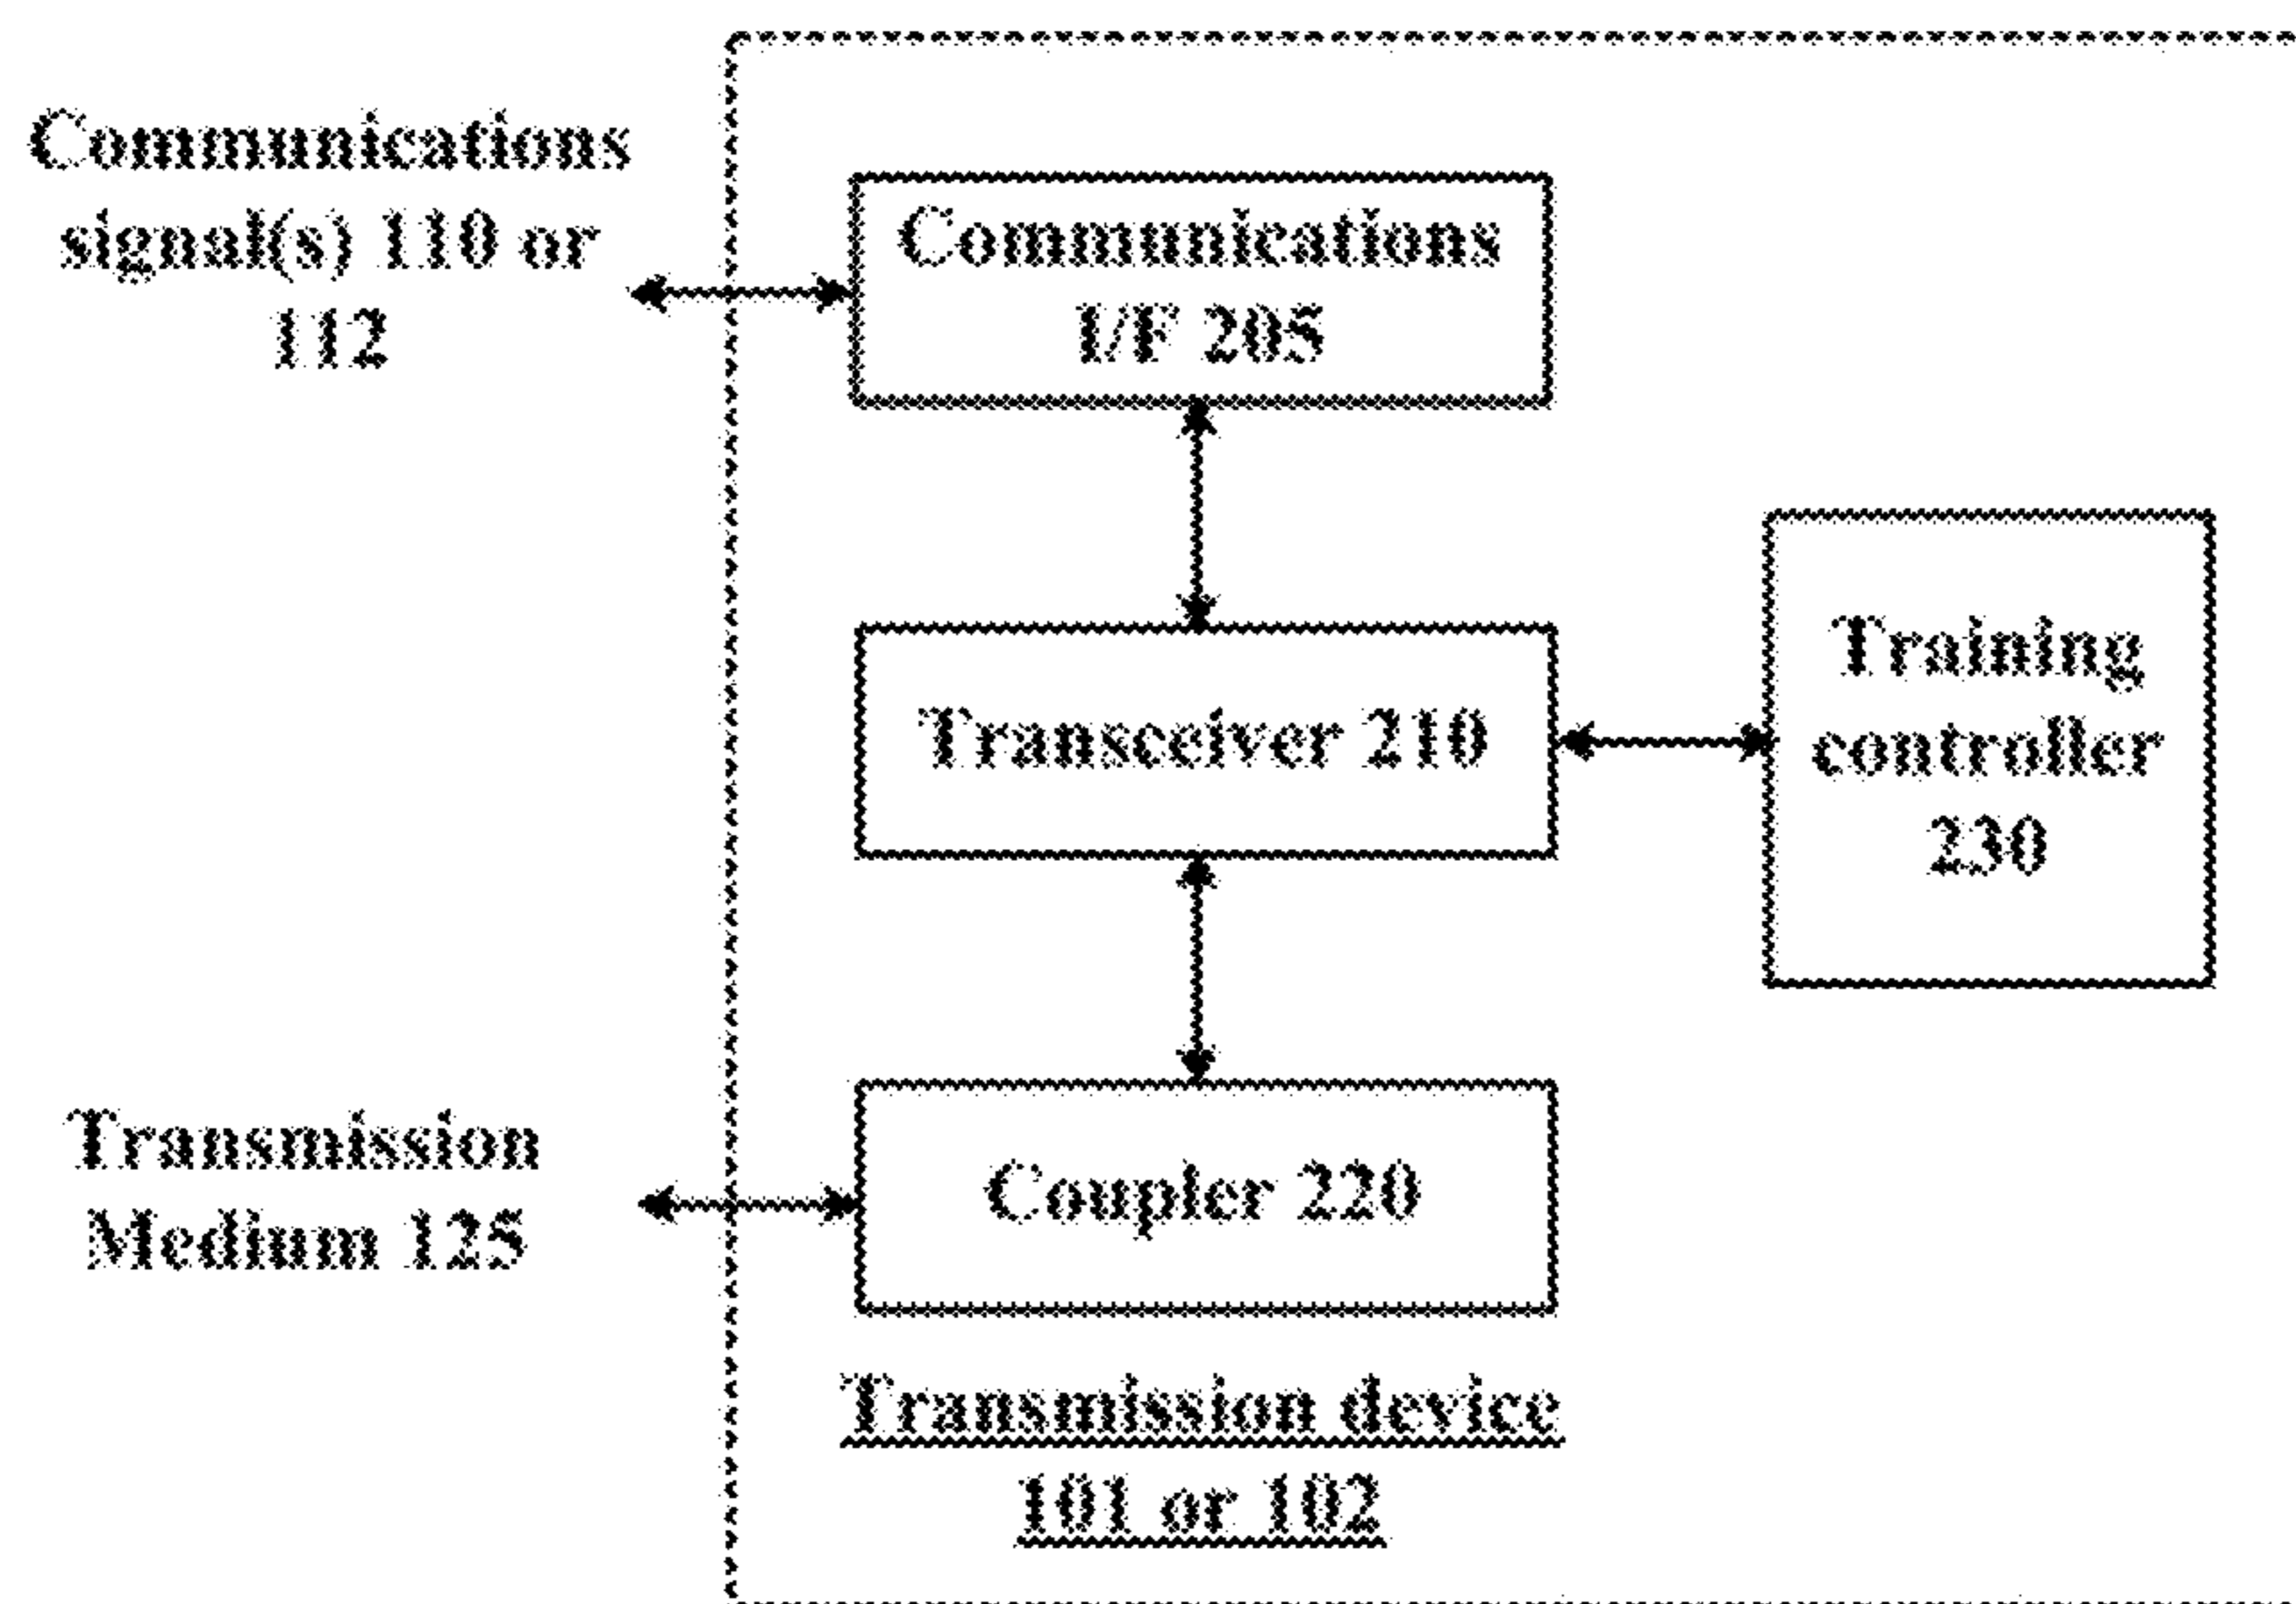 Communications
signal(s) 110 or
112
Communications
I/F 205
Transceiver 210
Training
controller
230
Transmission
Medium 125
Coupler 220
Transmission device
101 or 102